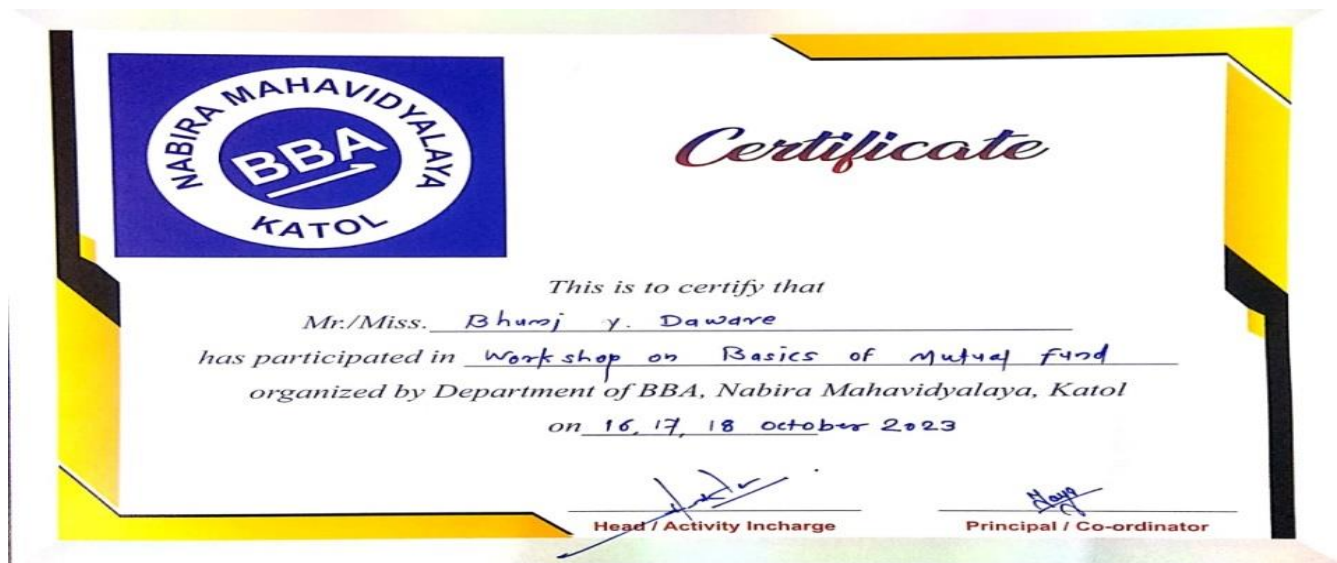 NABIRA MAHAVIDYALAYA
BBA
KATOL
Certificate
This is to certify that
Mr./Miss. Bhumi Y. Daware
has participated in Workshop on Basics of Mutual Fund
organized by Department of BBA, Nabira Mahavidyalaya, Katol
on 16, 17, 18 October 2023
Head / Activity Incharge
Principal / Co-ordinator